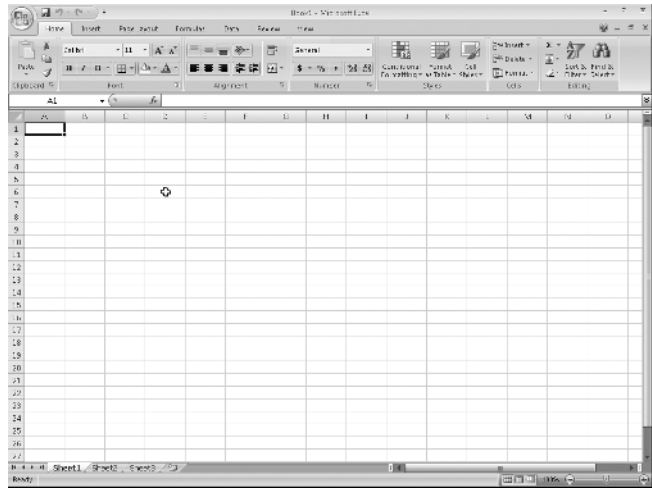 Book1 - Microsoft Exce
Home Insert Page Layout Formulas Data Review View
Calibri 11 A A General Insert
Paste B I U A $ % , Conditional Format Cell Delete Sort & Find &
Formatting as Table Styles Format Filter Select
Clipboard Font Alignment Number Styles Cells Editing
A1 fx
A B C D E F G H I J K L M N O
1
2
3
4
5
6
7
8
9
10
11
12
13
14
15
16
17
18
19
20
21
22
23
24
25
26
27
Sheet1 Sheet2 Sheet3
Ready 100%